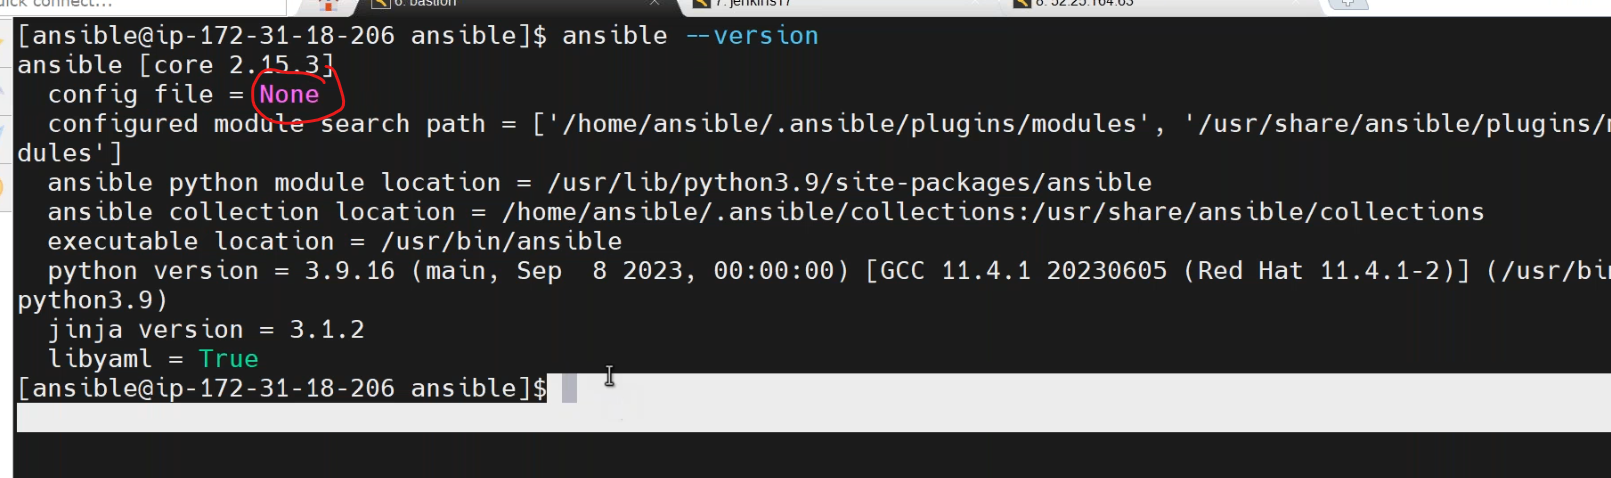 6. bastion
7. jenkins17
8. 52.25.164.63
[ansible@ip-172-31-18-206 ansible]$ ansible --version
ansible [core 2.15.3]
  config file = None
  configured module search path = ['/home/ansible/.ansible/plugins/modules', '/usr/share/ansible/plugins/
dules']
  ansible python module location = /usr/lib/python3.9/site-packages/ansible
  ansible collection location = /home/ansible/.ansible/collections:/usr/share/ansible/collections
  executable location = /usr/bin/ansible
  python version = 3.9.16 (main, Sep  8 2023, 00:00:00) [GCC 11.4.1 20230605 (Red Hat 11.4.1-2)] (/usr/bin
python3.9)
  jinja version = 3.1.2
  libyaml = True
[ansible@ip-172-31-18-206 ansible]$